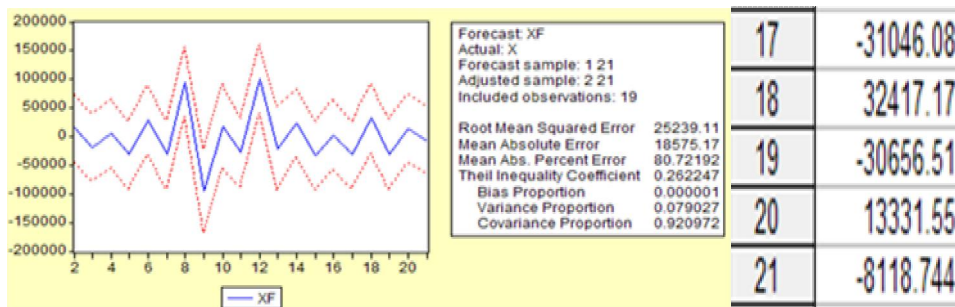 200000
150000
100000
50000
0
-50000
-100000
-150000
-200000
2 4 6 8 10 12 14 16 18 20
XF
Forecast: XF
Actual: X
Forecast sample: 1 21
Adjusted sample: 2 21
Included observations: 19
Root Mean Squared Error 25239.11
Mean Absolute Error 18575.17
Mean Abs. Percent Error 80.72192
Theil Inequality Coefficient 0.262247
Bias Proportion 0.000001
Variance Proportion 0.079027
Covariance Proportion 0.920972
17 -31046.08
18 32417.17
19 -30656.51
20 13331.55
21 -8118.744